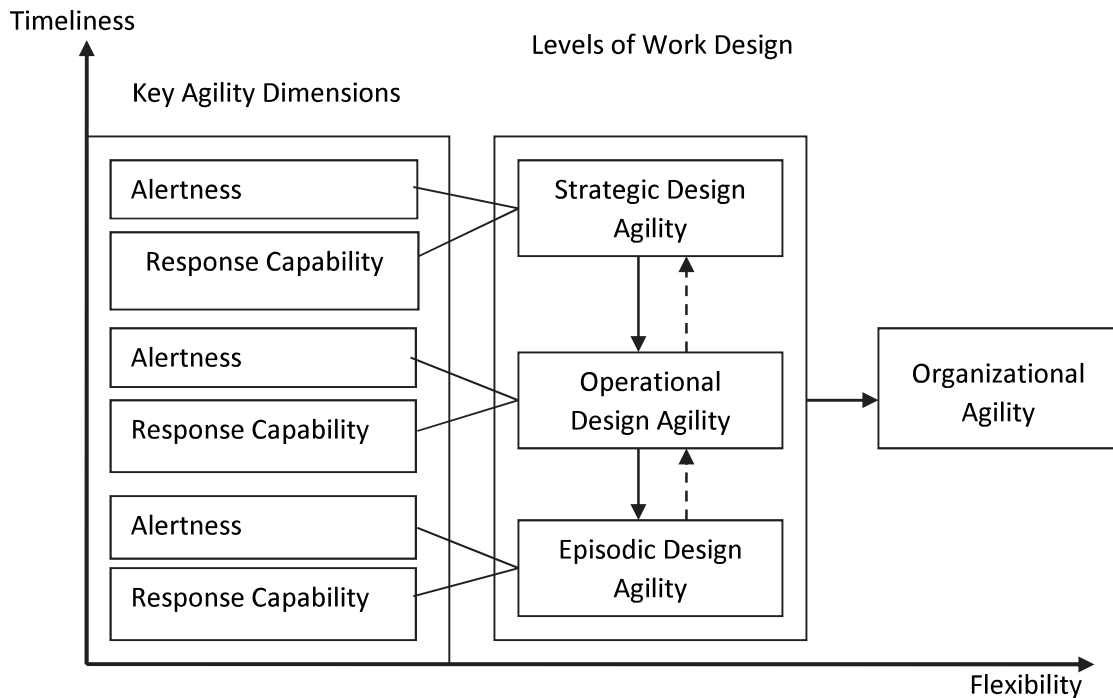 Timeliness
Levels of Work Design
Key Agility Dimensions
Alertness
Response Capability
Alertness
Response Capability
Alertness
Response Capability
Strategic Design
Agility
Operational
Design Agility
Episodic Design
Agility
Organizational
Agility
Flexibility